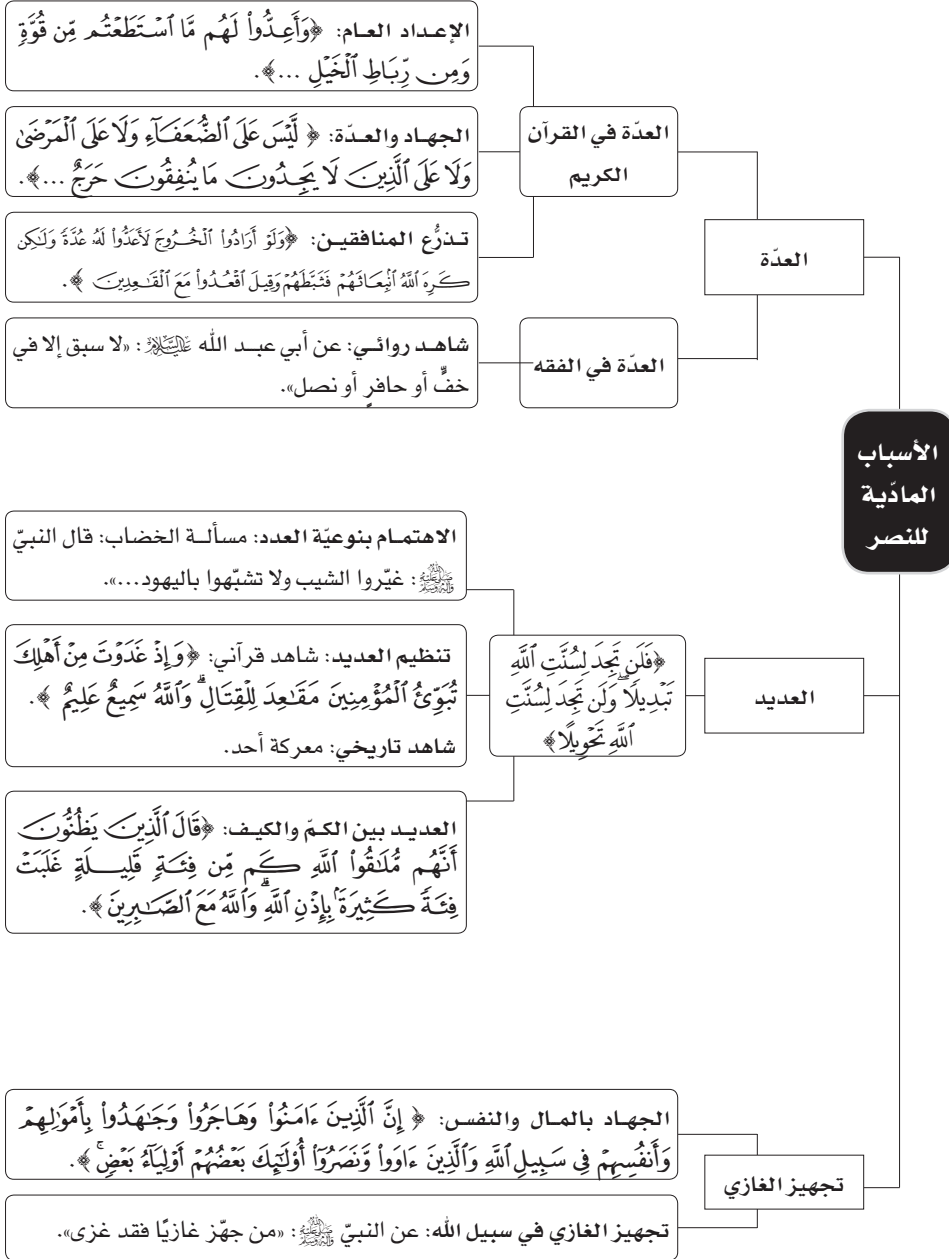 الأسباب
المادّية
للنصر
العدّة
العدّة في القرآن
الكريم
الإعداد العام: ﴿وَأَعِدُّواْ لَهُم مَّا ٱسۡتَطَعۡتُم مِّن قُوَّةٖ
وَمِن رِّبَاطِ ٱلۡخَيۡلِ ...﴾.
الجهاد والعدّة: ﴿ لَّيۡسَ عَلَى ٱلضُّعَفَآءِ وَلَا عَلَى ٱلۡمَرۡضَىٰ
وَلَا عَلَى ٱلَّذِينَ لَا يَجِدُونَ مَا يُنفِقُونَ حَرَجٌ ...﴾.
تذرُّع المنافقين: ﴿وَلَوۡ أَرَادُواْ ٱلۡخُرُوجَ لَأَعَدُّواْ لَهُۥ عُدَّةٗ وَلَٰكِن
كَرِهَ ٱللَّهُ ٱنۢبِعَاثَهُمۡ فَثَبَّطَهُمۡ وَقِيلَ ٱقۡعُدُواْ مَعَ ٱلۡقَٰعِدِينَ ﴾.
العدّة في الفقه
شاهد روائي: عن أبي عبد الله عليه السلام: «لا سبق إلا في
خفٍّ أو حافرٍ أو نصل».
العديد
﴿فَلَن تَجِدَ لِسُنَّتِ ٱللَّهِ
تَبۡدِيلٗاۖ وَلَن تَجِدَ لِسُنَّتِ
ٱللَّهِ تَحۡوِيلًا﴾
الاهتمام بنوعيّة العدد: مسألة الخضاب: قال النبيّ
صلى الله عليه وآله وسلم: غيّروا الشيب ولا تشبّهوا باليهود...».
تنظيم العديد: شاهد قرآني: ﴿وَإِذۡ غَدَوۡتَ مِنۡ أَهۡلِكَ
تُبَوِّئُ ٱلۡمُؤۡمِنِينَ مَقَٰعِدَ لِلۡقِتَالِۗ وَٱللَّهُ سَمِيعٌ عَلِيمٌ ﴾.
شاهد تاريخي: معركة أحد.
العديد بين الكمّ والكيف: ﴿قَالَ ٱلَّذِينَ يَظُنُّونَ
أَنَّهُم مُّلَٰقُواْ ٱللَّهِ كَم مِّن فِئَةٖ قَلِيلَةٍ غَلَبَتۡ
فِئَةٗ كَثِيرَةَۢ بِإِذۡنِ ٱللَّهِۗ وَٱللَّهُ مَعَ ٱلصَّٰبِرِينَ﴾.
تجهيز الغازي
الجهاد بالمال والنفس: ﴿ إِنَّ ٱلَّذِينَ ءَامَنُواْ وَهَاجَرُواْ وَجَٰهَدُواْ بِأَمۡوَٰلِهِمۡ
وَأَنفُسِهِمۡ فِي سَبِيلِ ٱللَّهِ وَٱلَّذِينَ ءَاوَواْ وَّنَصَرُوٓاْ أُوْلَٰٓئِكَ بَعۡضُهُمۡ أَوۡلِيَآءُ بَعۡضٖۚ﴾.
تجهيز الغازي في سبيل الله: عن النبيّ صلى الله عليه وآله وسلم: «من جهّز غازيًا فقد غزى».